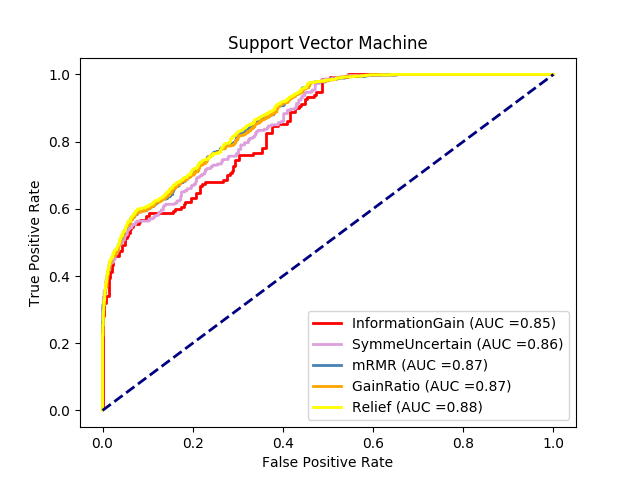 Support Vector Machine
True Positive Rate
1.0
0.8
0.6
0.4
0.2
0.0
InformationGain (AUC =0.85)
SymmeUncertain (AUC =0.86)
mRMR (AUC =0.87)
GainRatio (AUC =0.87)
Relief (AUC =0.88)
0.0 0.2 0.4 0.6 0.8 1.0
False Positive Rate